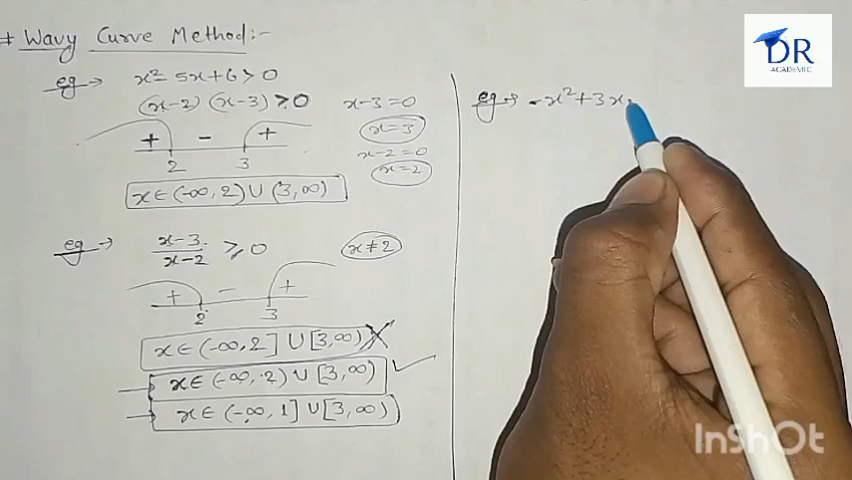 # Wavy Curve Method:-
eg → x² - 5x + 6 > 0
(x-2) (x-3) > 0
x-3=0
x=3
x-2=0
x=2
+ - +
2 3
x ∈ (-∞, 2) ∪ (3, ∞)
eg → x-3 / x-2 ≥ 0
x ≠ 2
+ - +
2 3
x ∈ (-∞, 2] ∪ [3, ∞)
x ∈ (-∞, 2) ∪ [3, ∞)
x ∈ (-∞, 1] ∪ [3, ∞)
eg → -x² + 3x
DR
ACADEMIC
InShOt